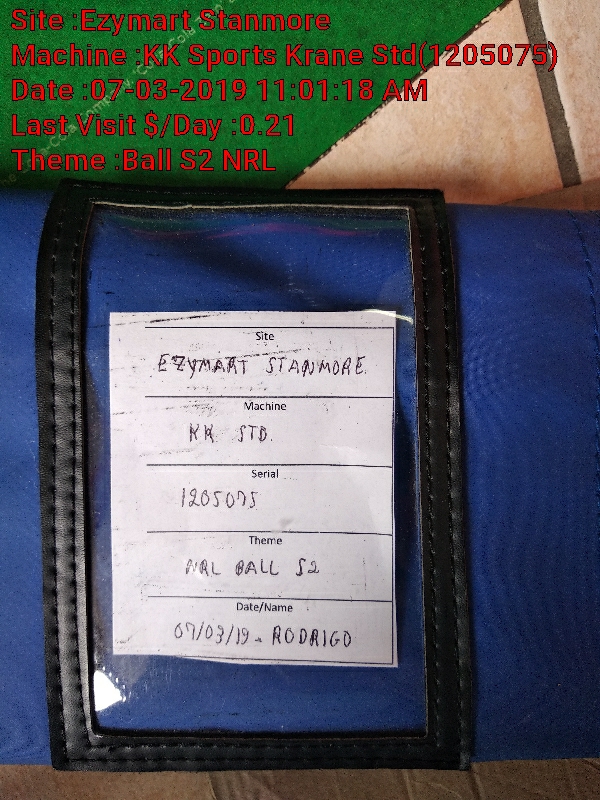 Site :Ezymart Stanmore
Machine :KK Sports Krane Std(1205075)
Date :07-03-2019 11:01:18 AM
Last Visit $/Day :0.21
Theme :Ball S2 NRL
Site
EZYMART STANMORE
Machine
KK STD.
Serial
1205075
Theme
NRL BALL S2
Date/Name
07/03/19 - RODRIGO